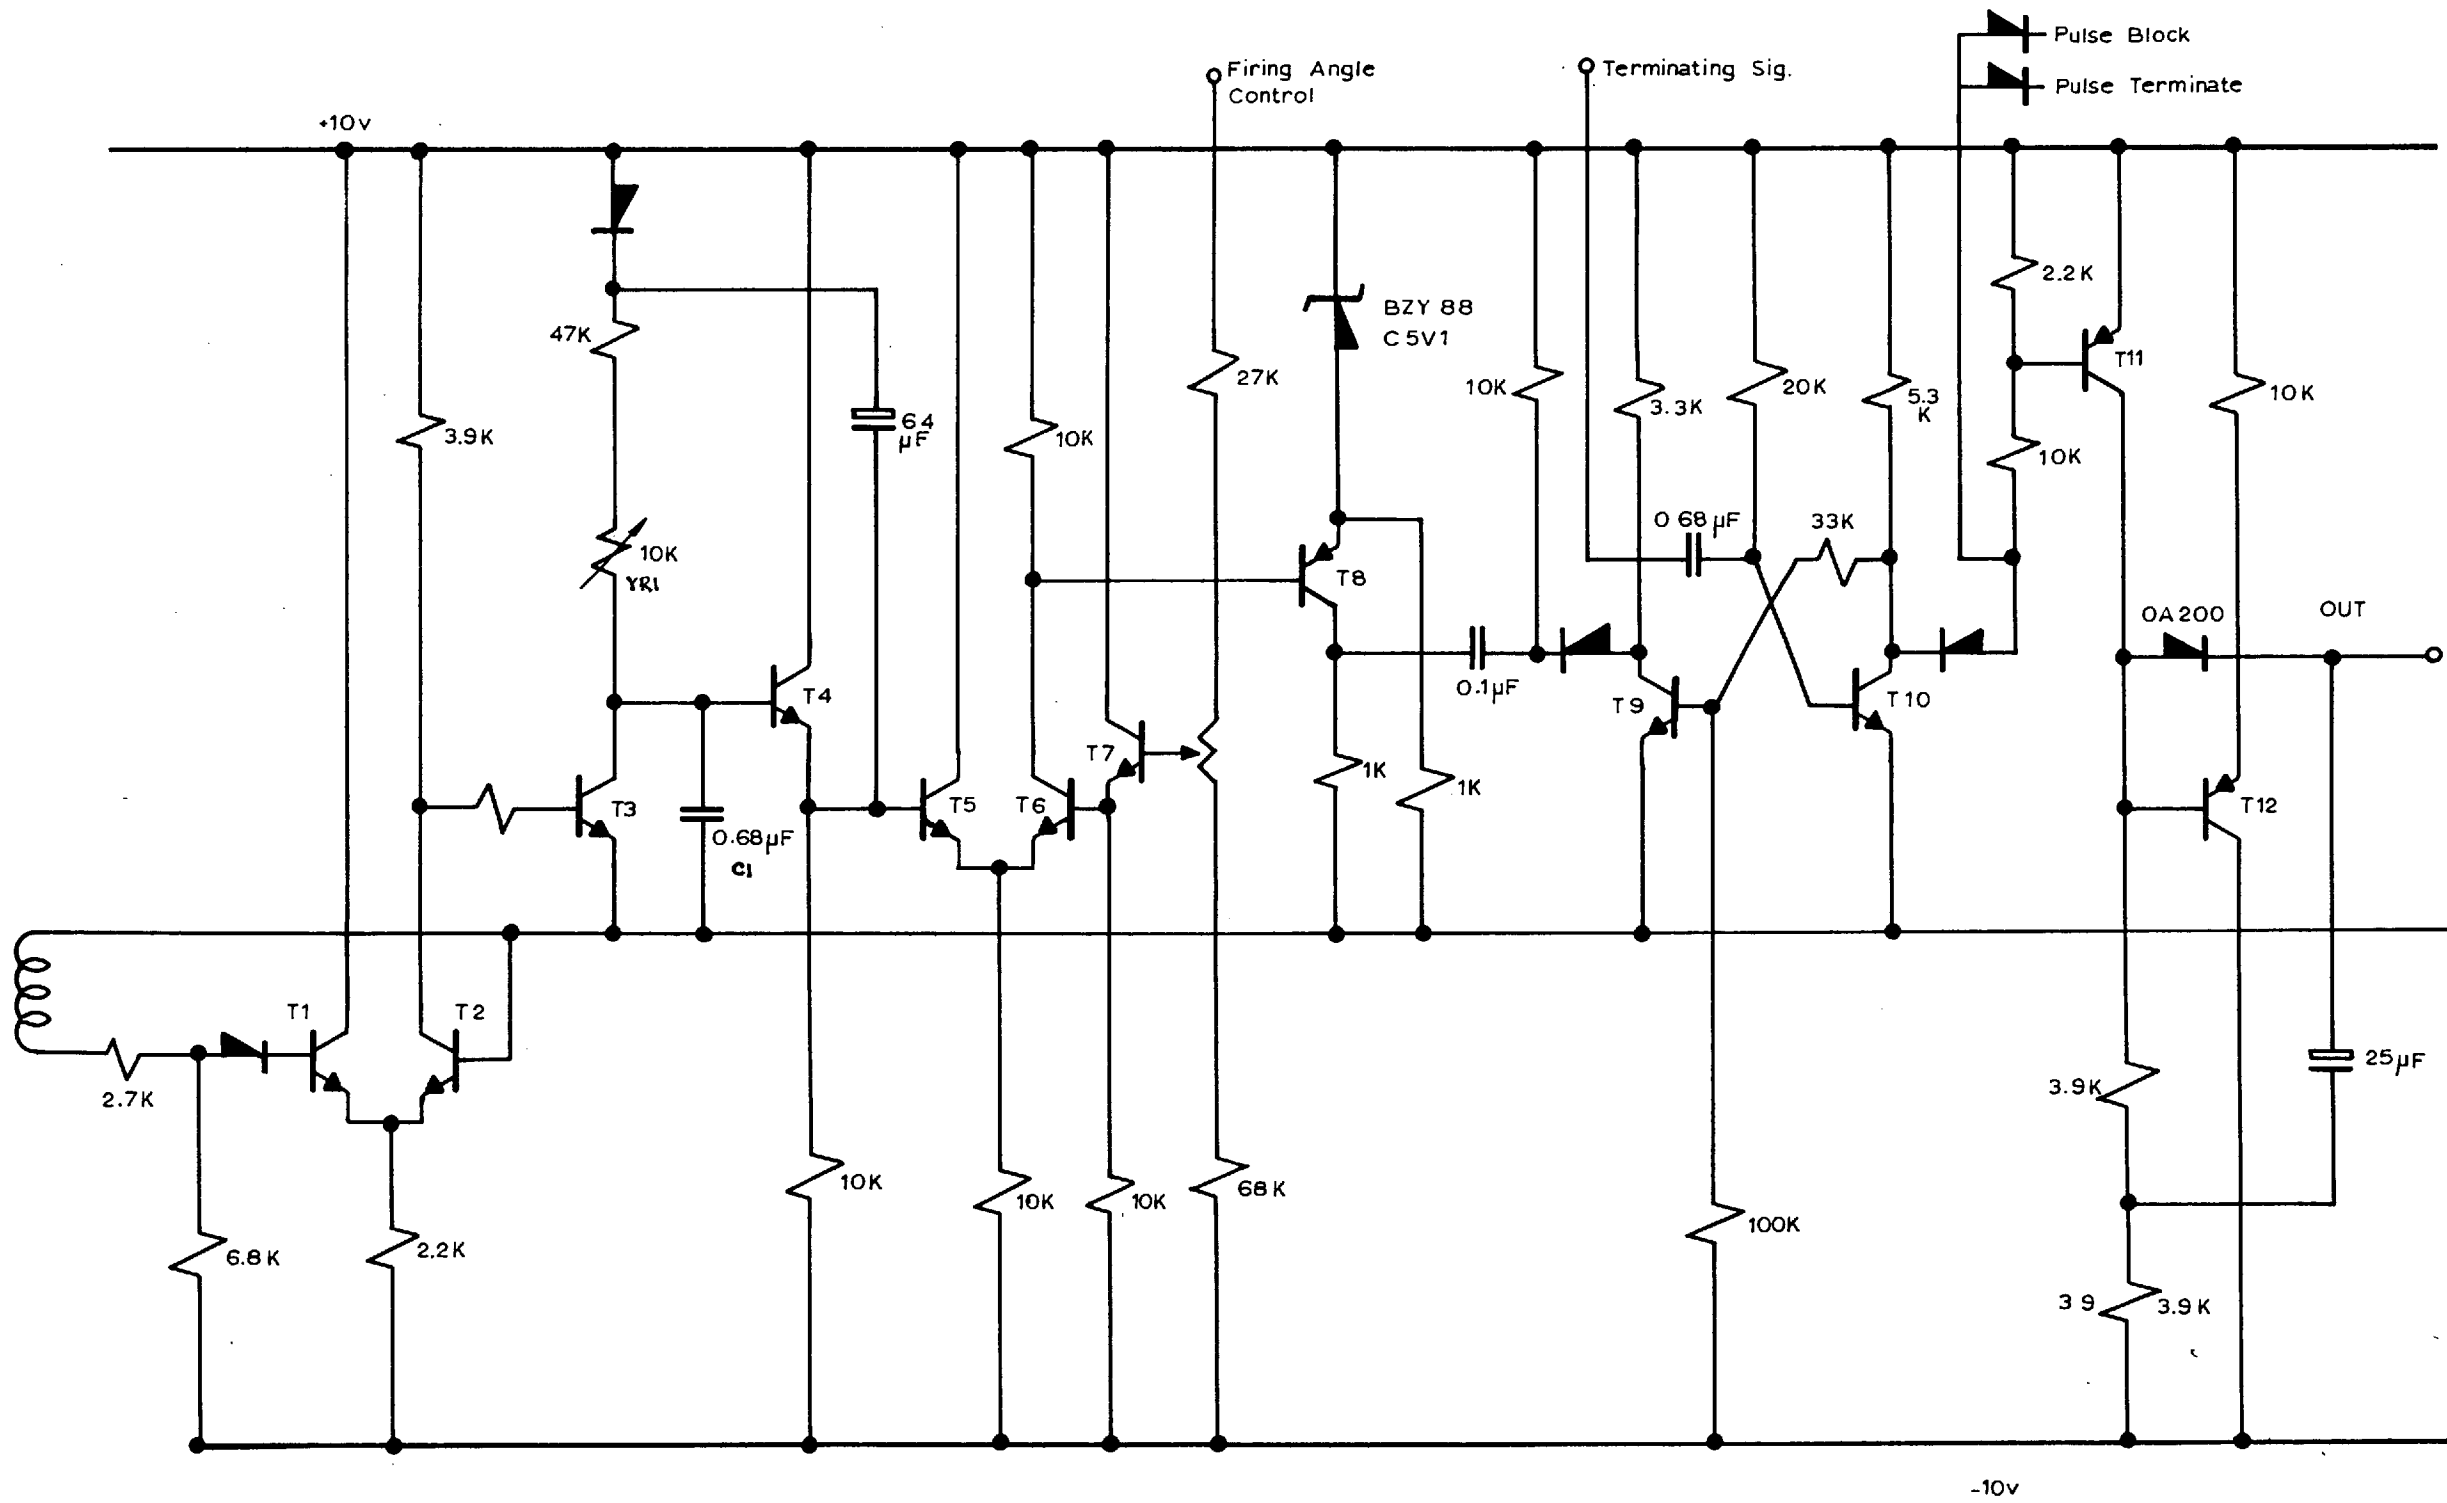 Pulse Block
Firing Angle
Control
Terminating Sig.
Pulse Terminate
+10v
2.2K
BZY 88
C5V1
47K
T11
27K
10K
20K
5.3
K
10K
3.3K
64
μF
3.9K
10K
10K
0 68μF
33K
10K
YR1
T8
OA200
OUT
T4
0.1μF
T9
T10
T7
1K
1K
T3
T5
T6
T12
0.68μF
C1
T1
T2
2.7K
3.9K
25μF
10K
10K
10K
68K
100K
6.8K
2.2K
3 9
3.9K
-10v